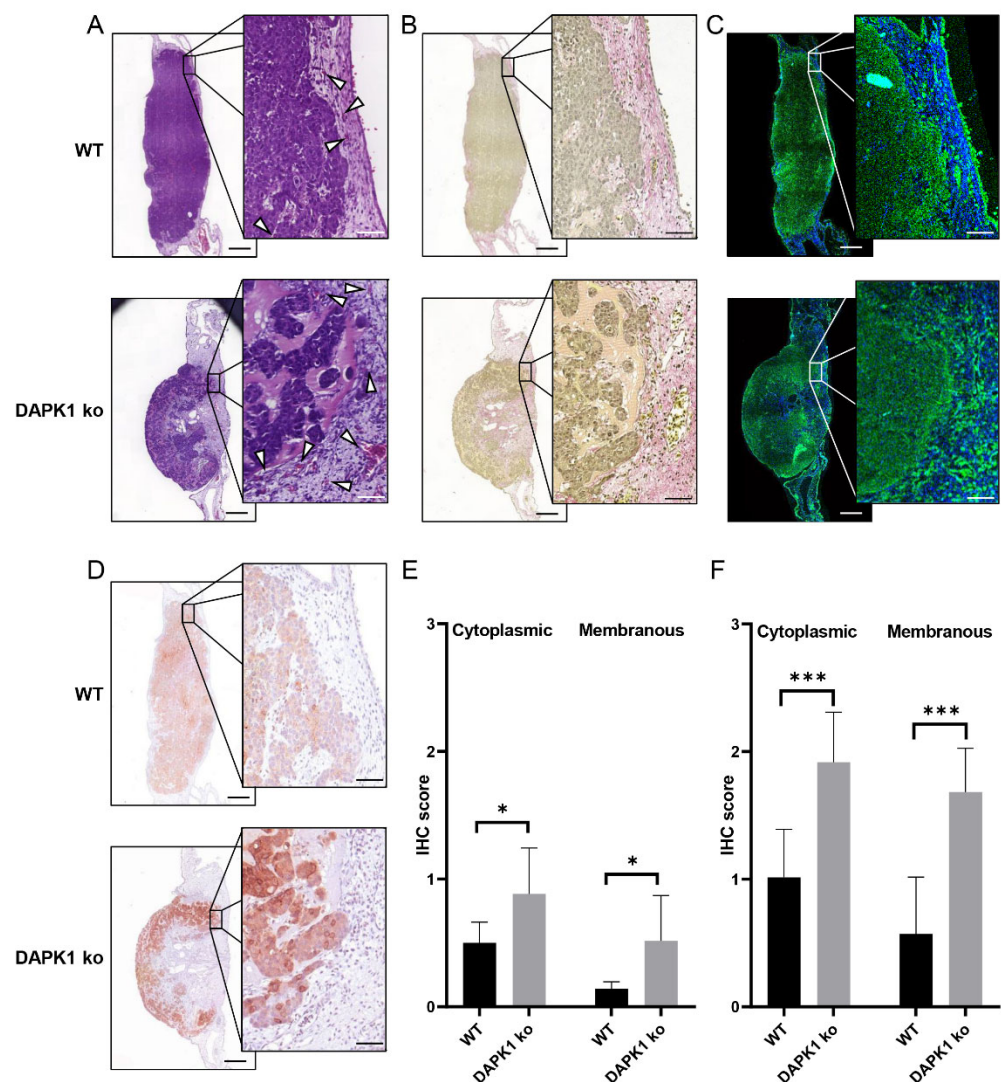 A
B
C
WT
DAPK1 ko
D
E
F
WT
DAPK1 ko
3
2
1
0
IHC score
Cytoplasmic
Membranous
*
*
WT
DAPK1 ko
WT
DAPK1 ko
3
2
1
0
IHC score
Cytoplasmic
Membranous
***
***
WT
DAPK1 ko
WT
DAPK1 ko